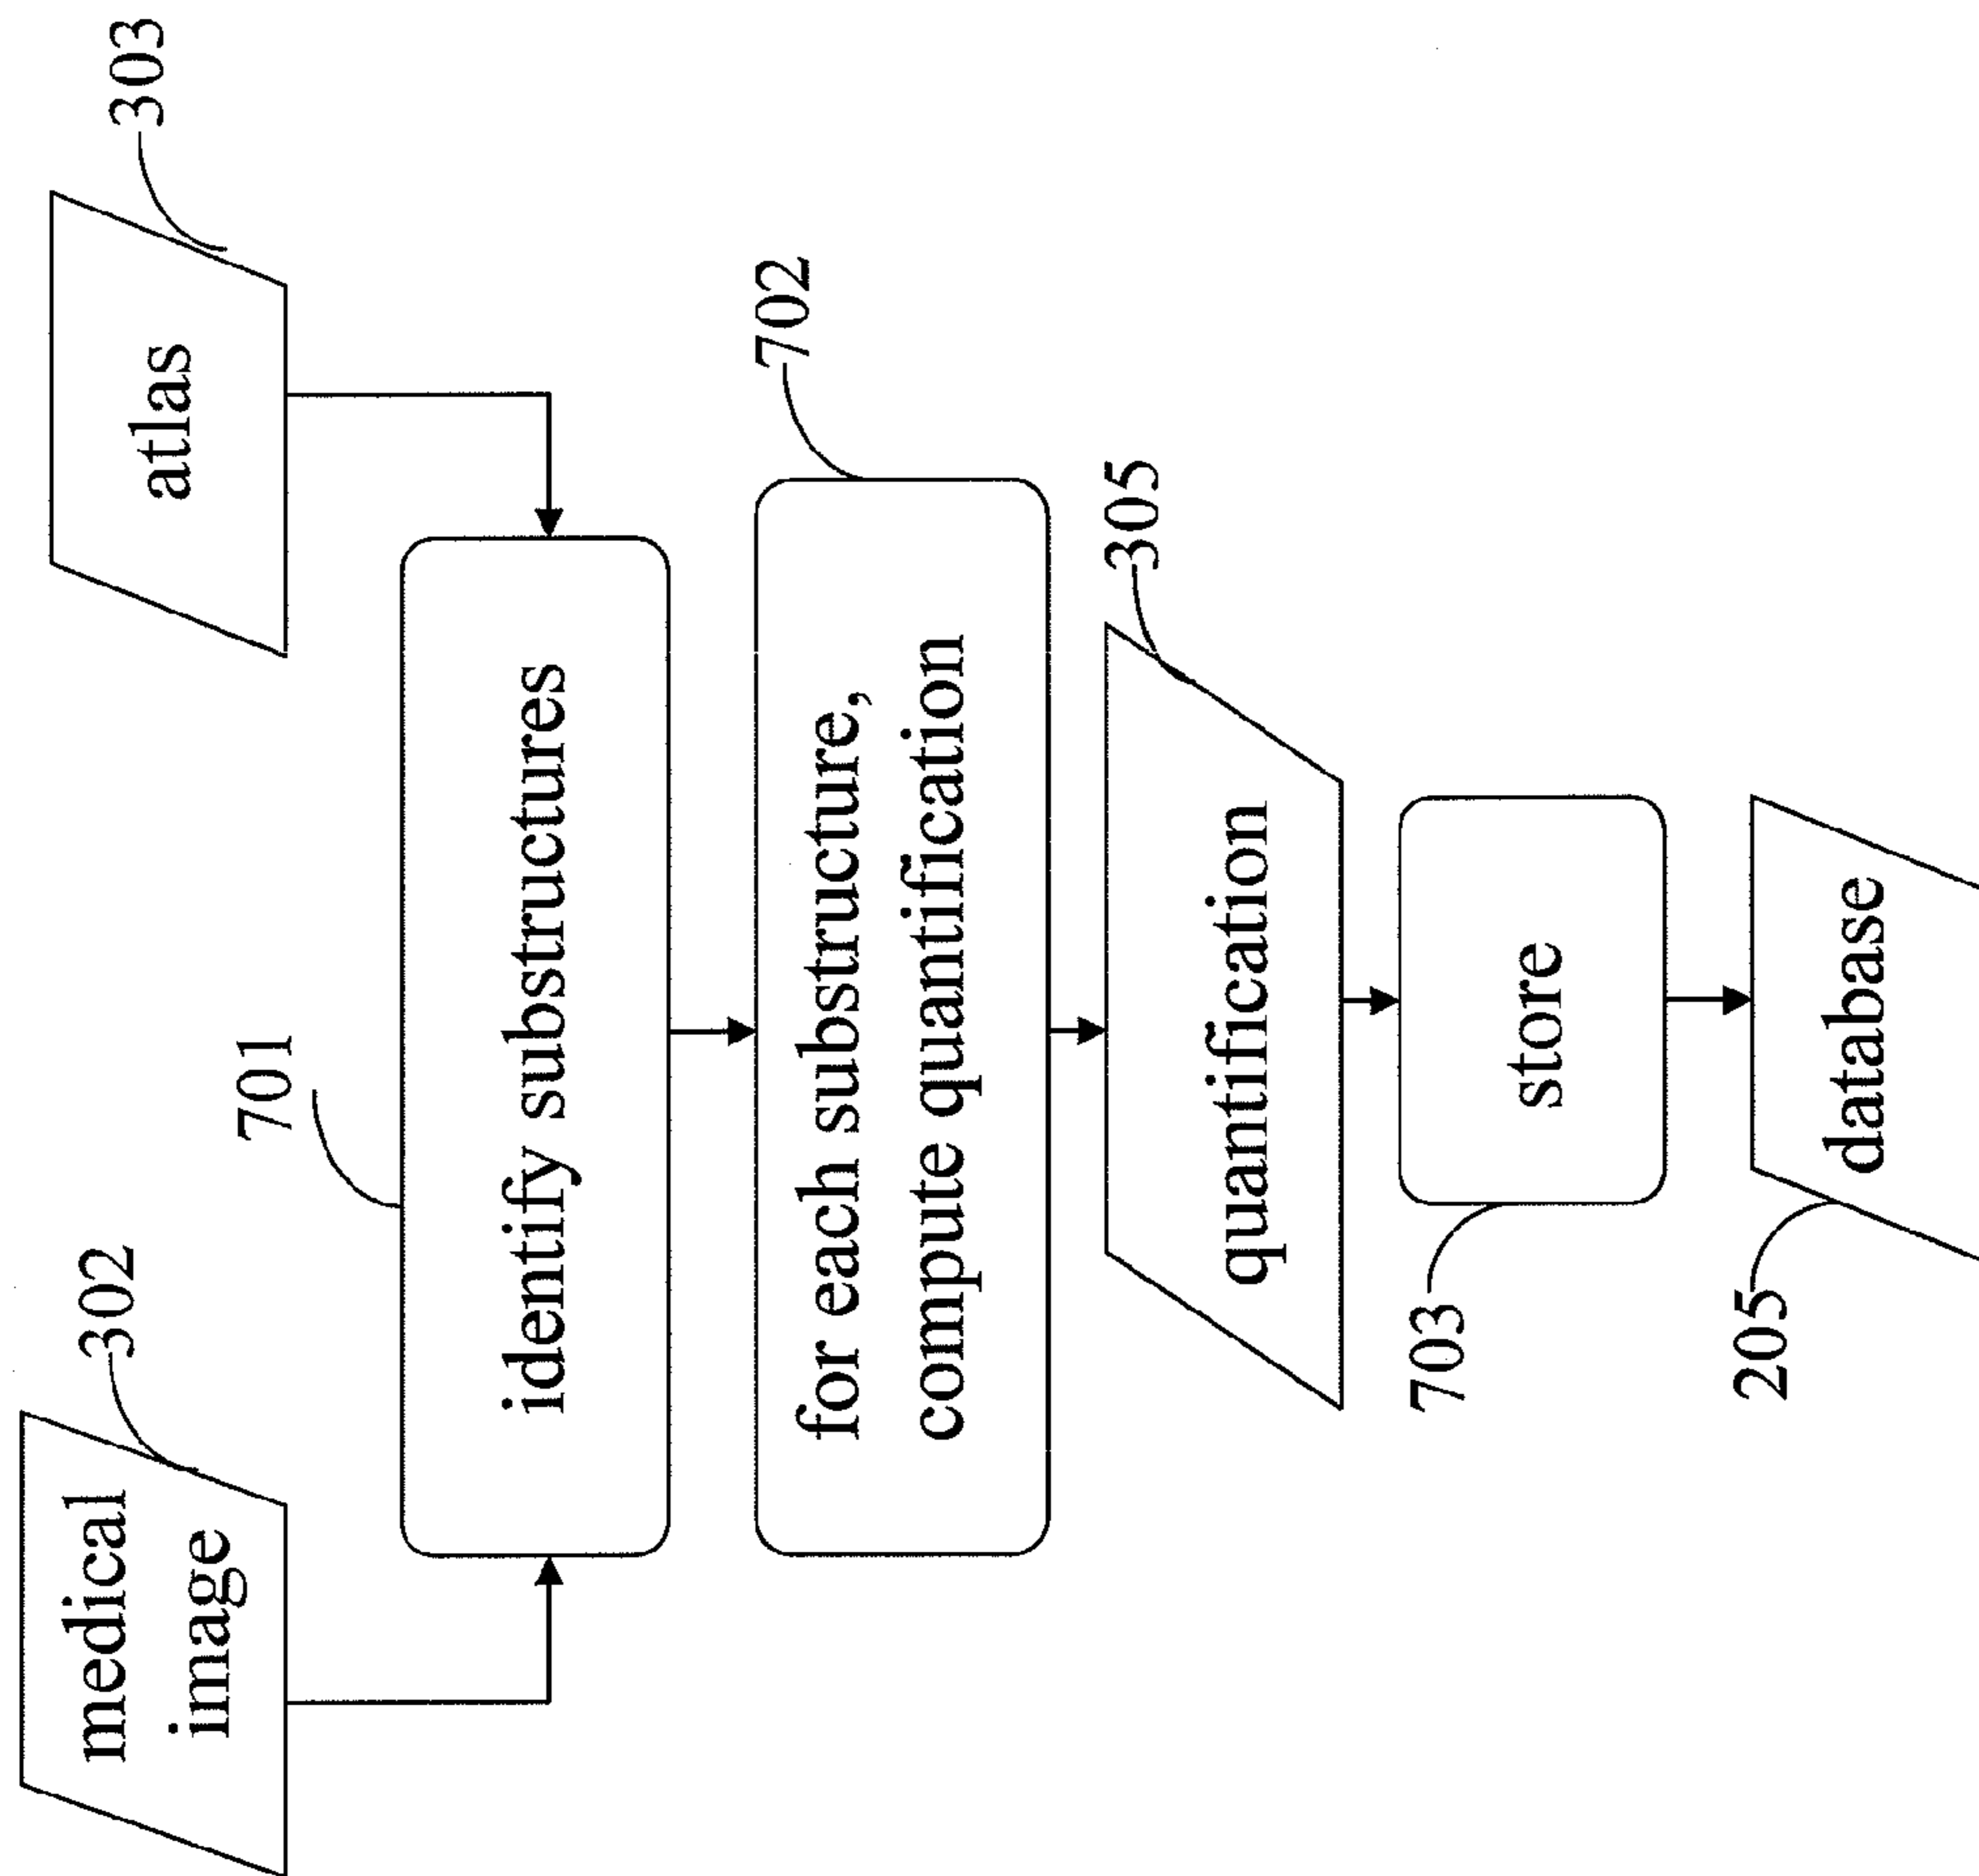 medical
image
302
atlas
303
701
identify substructures
702
for each substructure,
compute quantification
305
quantification
703
store
205
database